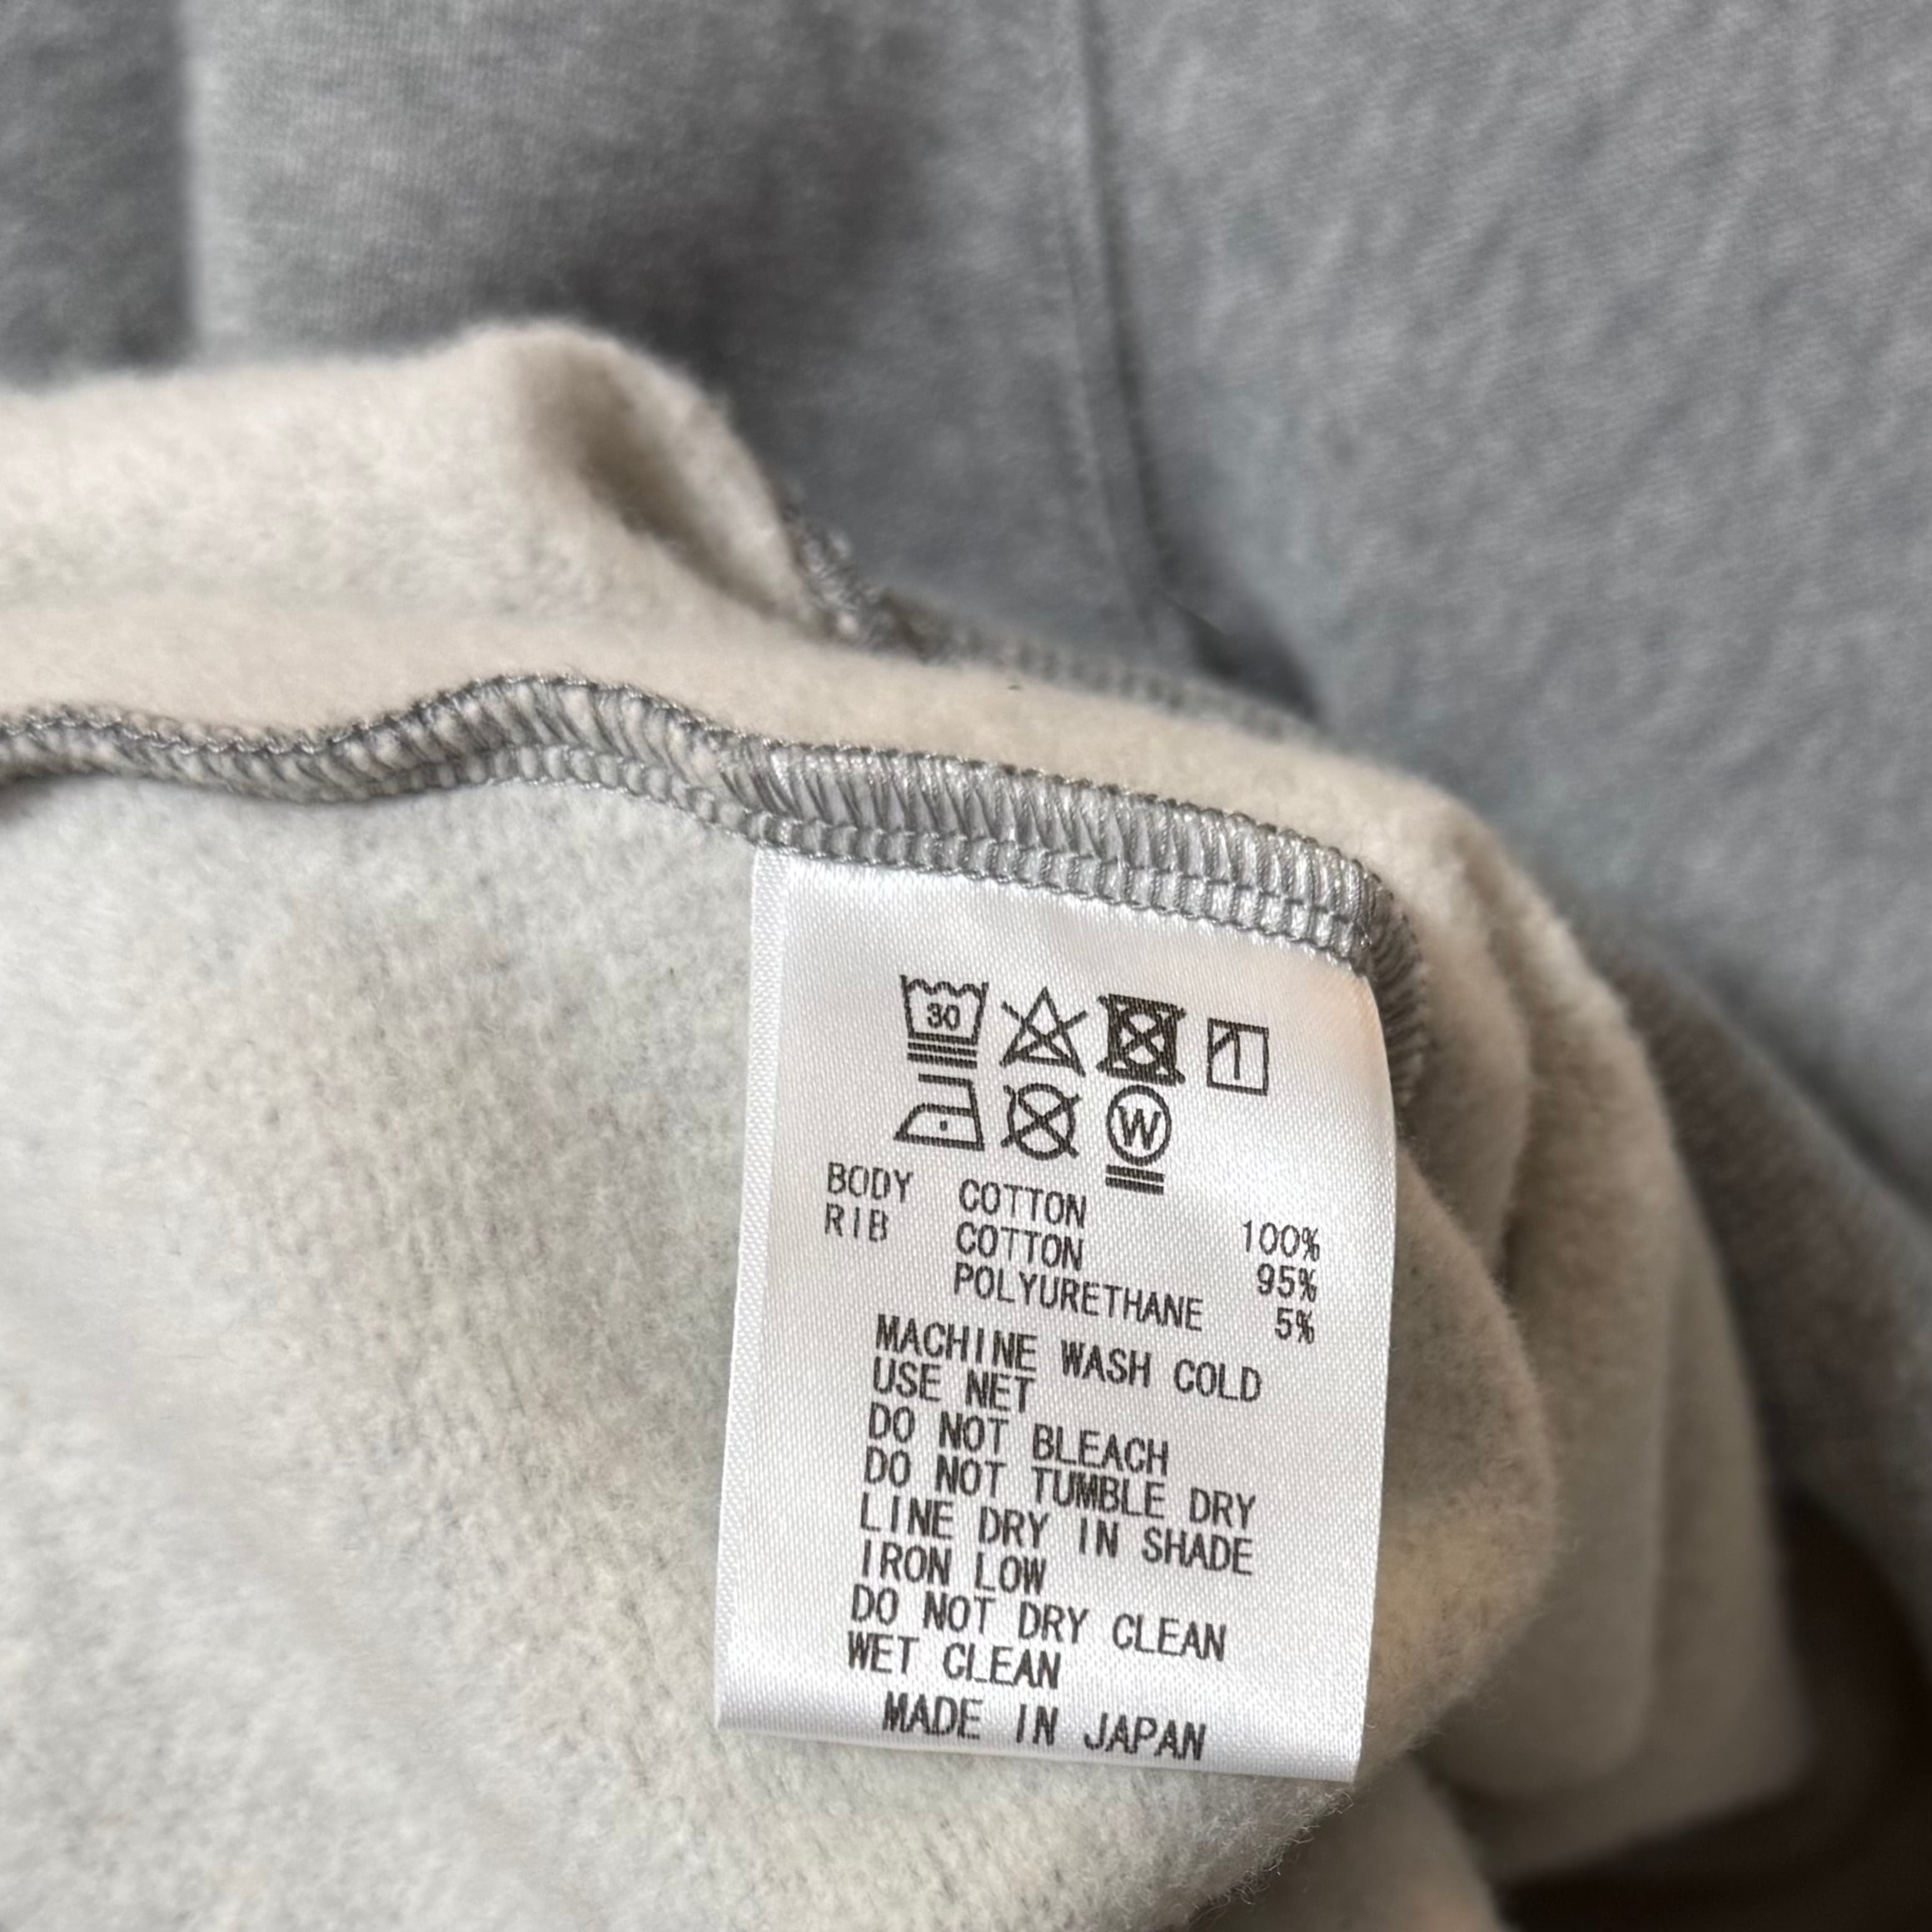 30
W
BODY COTTON 100%
RIB COTTON 95%
POLYURETHANE 5%
MACHINE WASH COLD
USE NET
DO NOT BLEACH
DO NOT TUMBLE DRY
LINE DRY IN SHADE
IRON LOW
DO NOT DRY CLEAN
WET CLEAN
MADE IN JAPAN